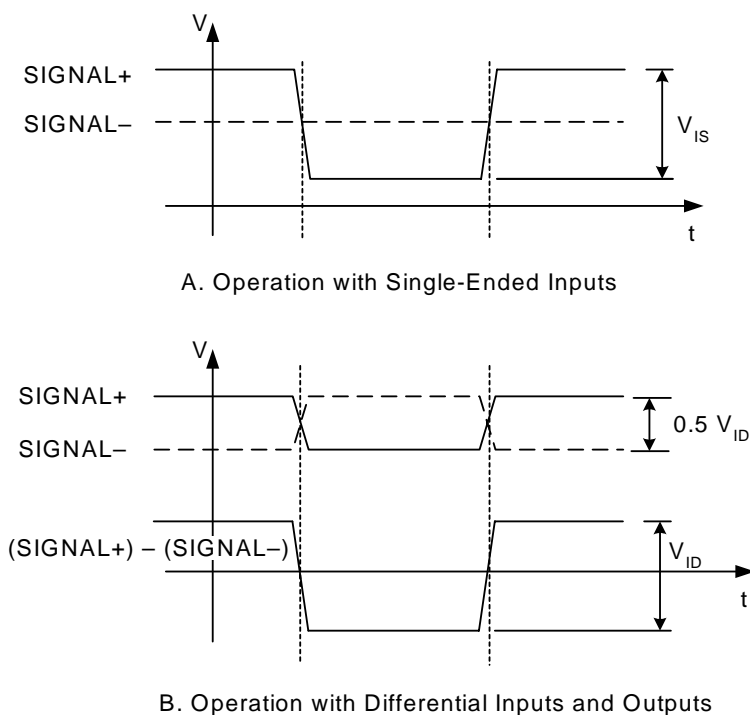 V
SIGNAL+
SIGNAL–
V_IS
t
A. Operation with Single-Ended Inputs
V
SIGNAL+
0.5 V_ID
SIGNAL–
(SIGNAL+) – (SIGNAL–)
V_ID
t
B. Operation with Differential Inputs and Outputs